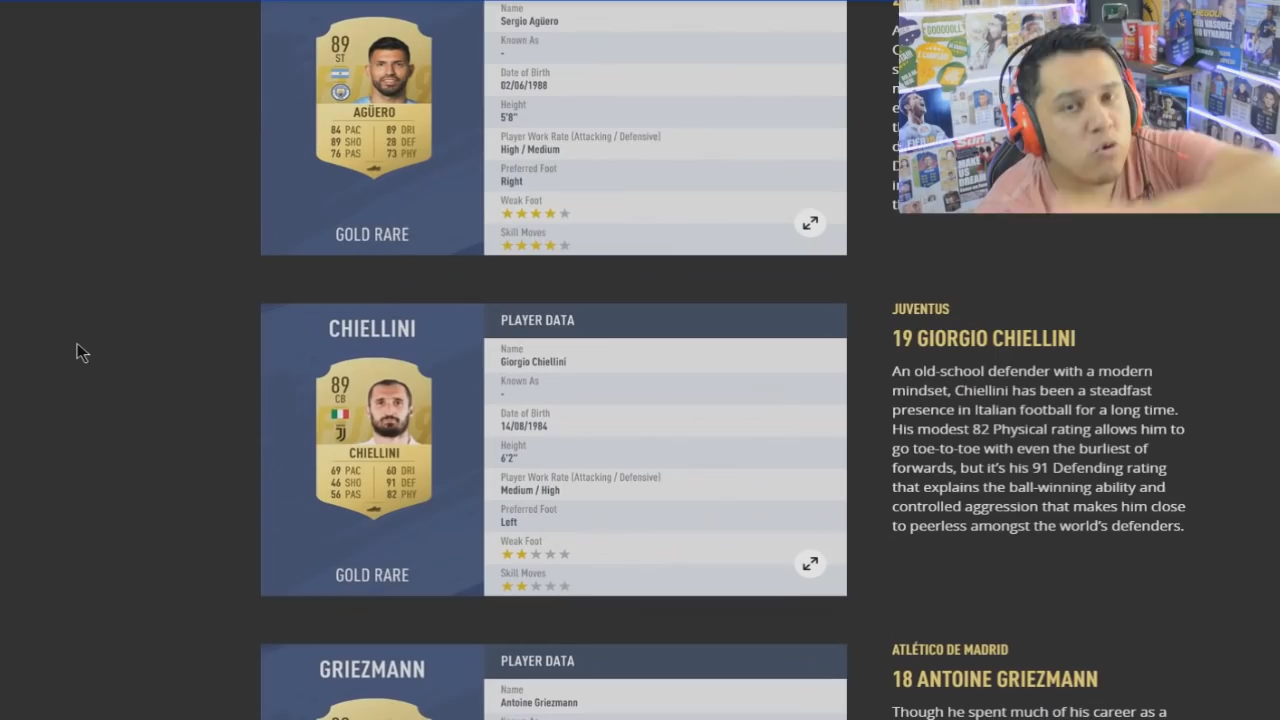 Name
Sergio Agüero
Known As
-
Date of Birth
02/06/1988
Height
5'8"
Player Work Rate (Attacking / Defensive)
High / Medium
Preferred Foot
Right
Weak Foot
Skill Moves
89
ST
AGÜERO
84 PAC 89 DRI
89 SHO 28 DEF
76 PAS 73 PHY
GOLD RARE
CHIELLINI
89
CB
CHIELLINI
69 PAC 60 DRI
46 SHO 91 DEF
56 PAS 82 PHY
GOLD RARE
PLAYER DATA
Name
Giorgio Chiellini
Known As
-
Date of Birth
14/08/1984
Height
6'2"
Player Work Rate (Attacking / Defensive)
Medium / High
Preferred Foot
Left
Weak Foot
Skill Moves
JUVENTUS
19 GIORGIO CHIELLINI
An old-school defender with a modern
mindset, Chiellini has been a steadfast
presence in Italian football for a long time.
His modest 82 Physical rating allows him to
go toe-to-toe with even the burliest of
forwards, but it's his 91 Defending rating
that explains the ball-winning ability and
controlled aggression that makes him close
to peerless amongst the world's defenders.
GRIEZMANN
PLAYER DATA
Name
Antoine Griezmann
ATLÉTICO DE MADRID
18 ANTOINE GRIEZMANN
Though he spent much of his career as a
GOOOOLL
MAKE
US
DREAM